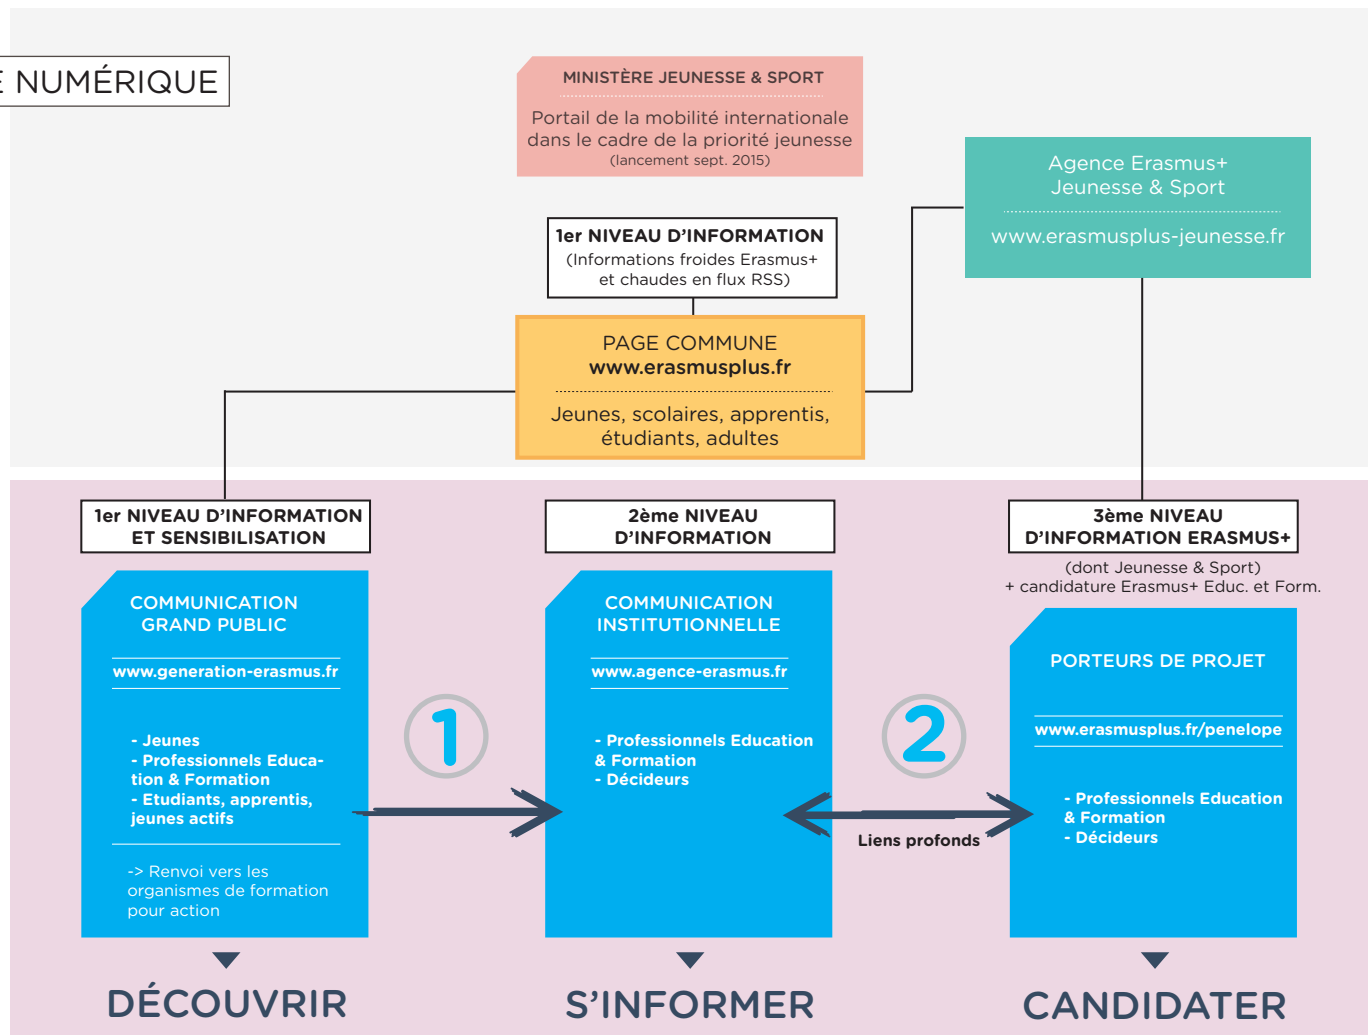 E NUMÉRIQUE
MINISTÈRE JEUNESSE & SPORT
Portail de la mobilité internationale
dans le cadre de la priorité jeunesse
(lancement sept. 2015)
Agence Erasmus+
Jeunesse & Sport
www.erasmusplus-jeunesse.fr
1er NIVEAU D’INFORMATION
(Informations froides Erasmus+
et chaudes en flux RSS)
PAGE COMMUNE
www.erasmusplus.fr
Jeunes, scolaires, apprentis,
étudiants, adultes
1er NIVEAU D’INFORMATION
ET SENSIBILISATION
COMMUNICATION
GRAND PUBLIC
www.generation-erasmus.fr
- Jeunes
- Professionnels Educa-
tion & Formation
- Etudiants, apprentis,
jeunes actifs
-> Renvoi vers les
organismes de formation
pour action
DÉCOUVRIR
1
2ème NIVEAU
D’INFORMATION
COMMUNICATION
INSTITUTIONNELLE
www.agence-erasmus.fr
- Professionnels Education
& Formation
- Décideurs
S’INFORMER
2
Liens profonds
3ème NIVEAU
D’INFORMATION ERASMUS+
(dont Jeunesse & Sport)
+ candidature Erasmus+ Educ. et Form.
PORTEURS DE PROJET
www.erasmusplus.fr/penelope
- Professionnels Education
& Formation
- Décideurs
CANDIDATER